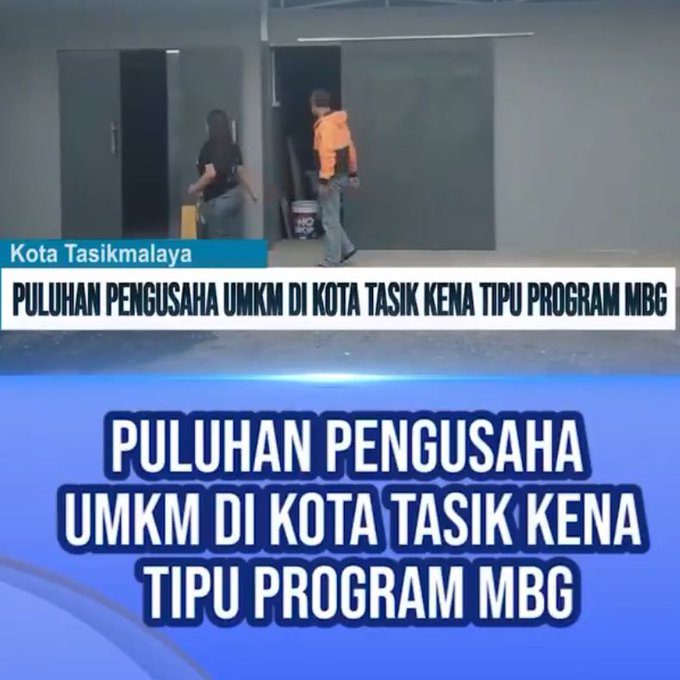 Kota Tasikmalaya
PULUHAN PENGUSAHA UMKM DI KOTA TASIK KENA TIPU PROGRAM MBG
PULUHAN PENGUSAHA
UMKM DI KOTA TASIK KENA
TIPU PROGRAM MBG